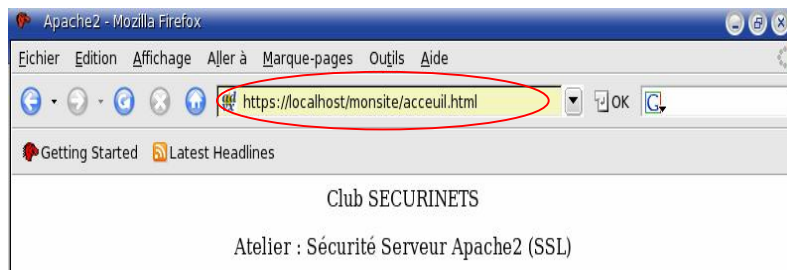 Apache2 - Mozilla Firefox
Fichier Edition Affichage Aller à Marque-pages Outils Aide
https://localhost/monsite/acceuil.html OK G
Getting Started Latest Headlines
Club SECURINETS
Atelier : Sécurité Serveur Apache2 (SSL)